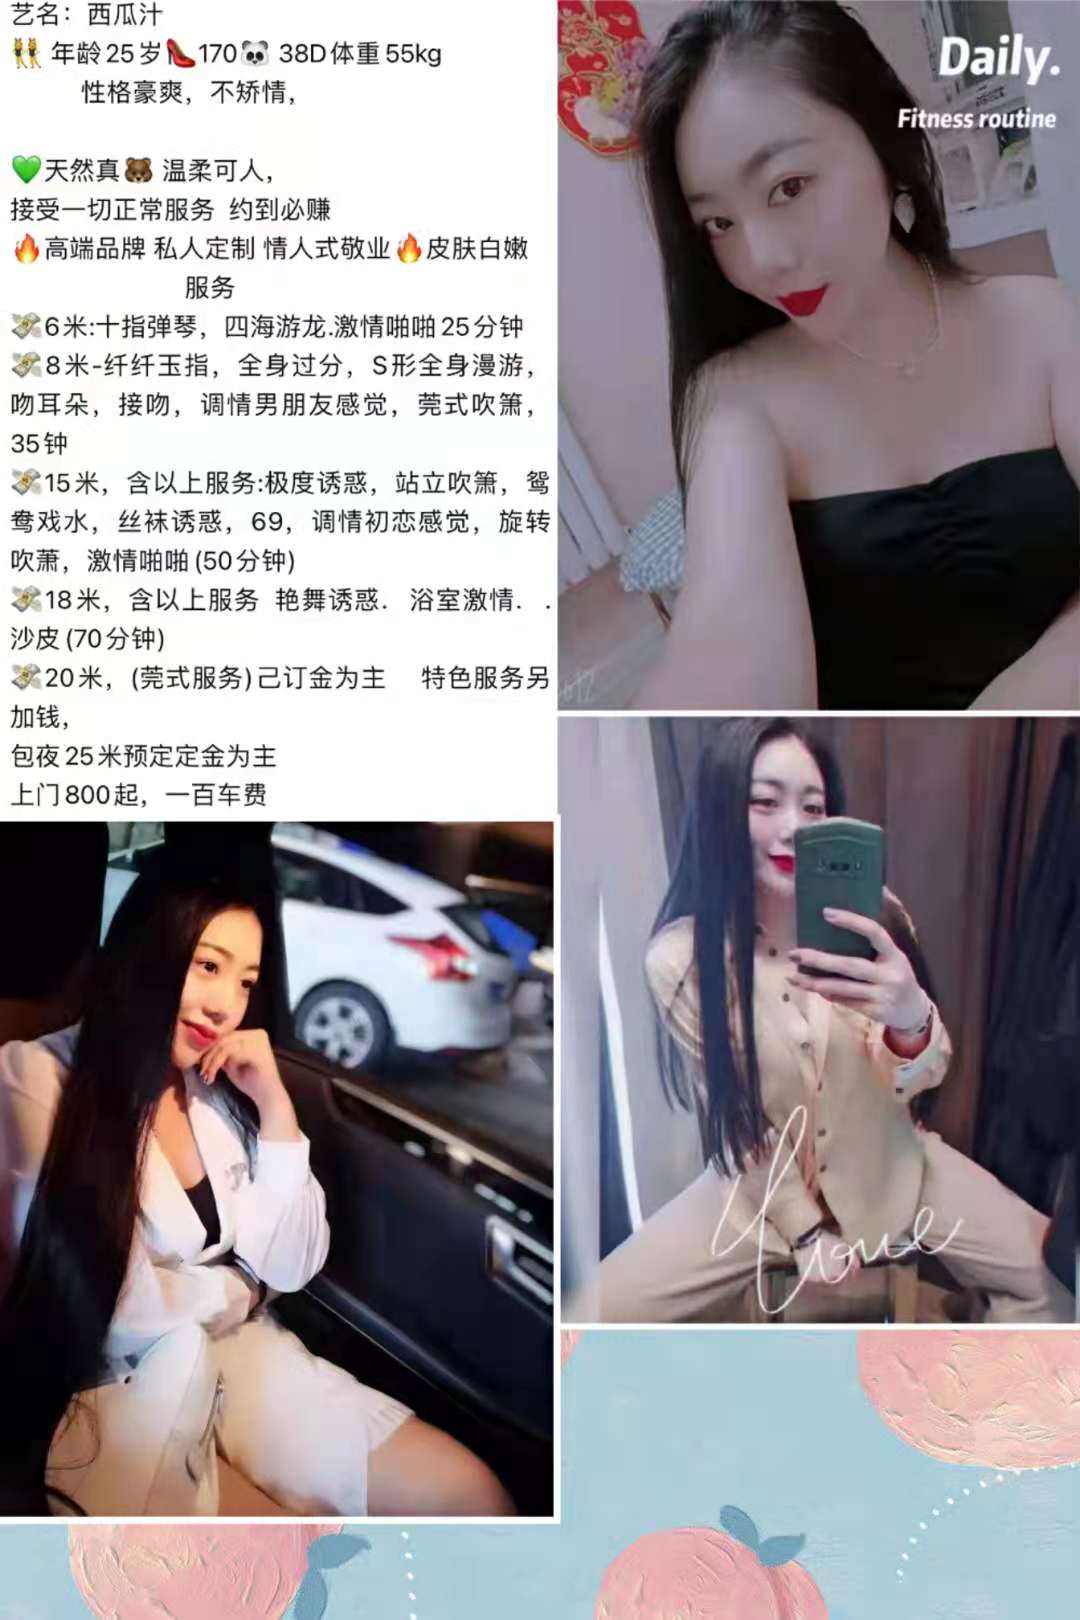 艺名：西瓜汁
👯 年龄25岁👠170🐼 38D体重55kg
性格豪爽，不矫情，
💚天然真🐻 温柔可人，
接受一切正常服务 约到必赚
🔥高端品牌 私人定制 情人式敬业🔥皮肤白嫩
服务
💸6米:十指弹琴，四海游龙.激情啪啪25分钟
💸8米-纤纤玉指，全身过分，S形全身漫游，
吻耳朵，接吻，调情男朋友感觉，莞式吹箫，
35钟
💸15米，含以上服务:极度诱惑，站立吹箫，鸳
鸯戏水，丝袜诱惑，69，调情初恋感觉，旋转
吹萧，激情啪啪(50分钟)
💸18米，含以上服务 艳舞诱惑. 浴室激情. .
沙皮(70分钟)
💸20米，(莞式服务)己订金为主 特色服务另
加钱，
包夜25米预定定金为主
上门800起，一百车费
Daily.
Fitness routine
love